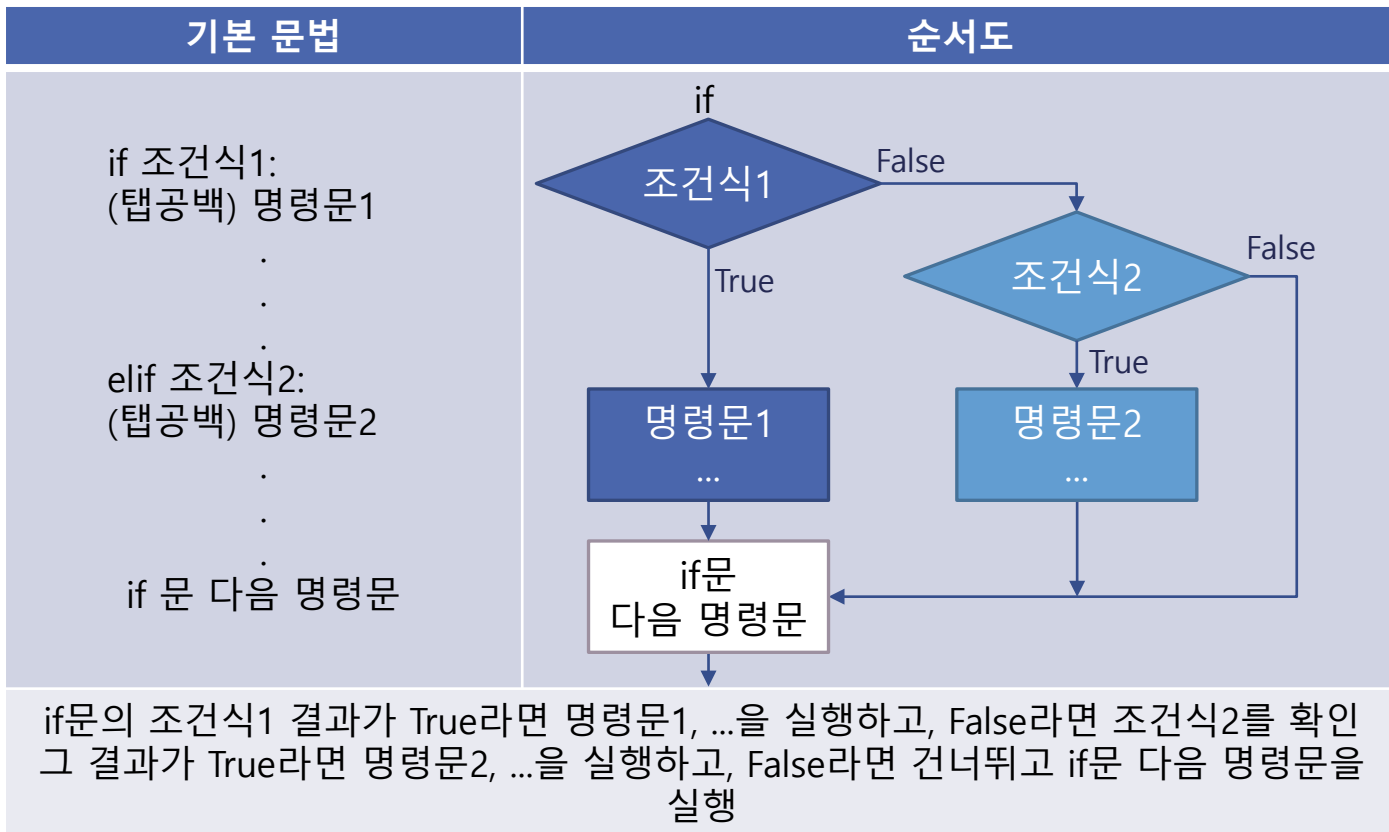 기본 문법
순서도
if 조건식1:
(탭공백) 명령문1
.
.
.
elif 조건식2:
(탭공백) 명령문2
.
.
.
if 문 다음 명령문
if
조건식1
False
True
조건식2
False
True
명령문1
...
명령문2
...
if문
다음 명령문
if문의 조건식1 결과가 True라면 명령문1, ...을 실행하고, False라면 조건식2를 확인
그 결과가 True라면 명령문2, ...을 실행하고, False라면 건너뛰고 if문 다음 명령문을
실행